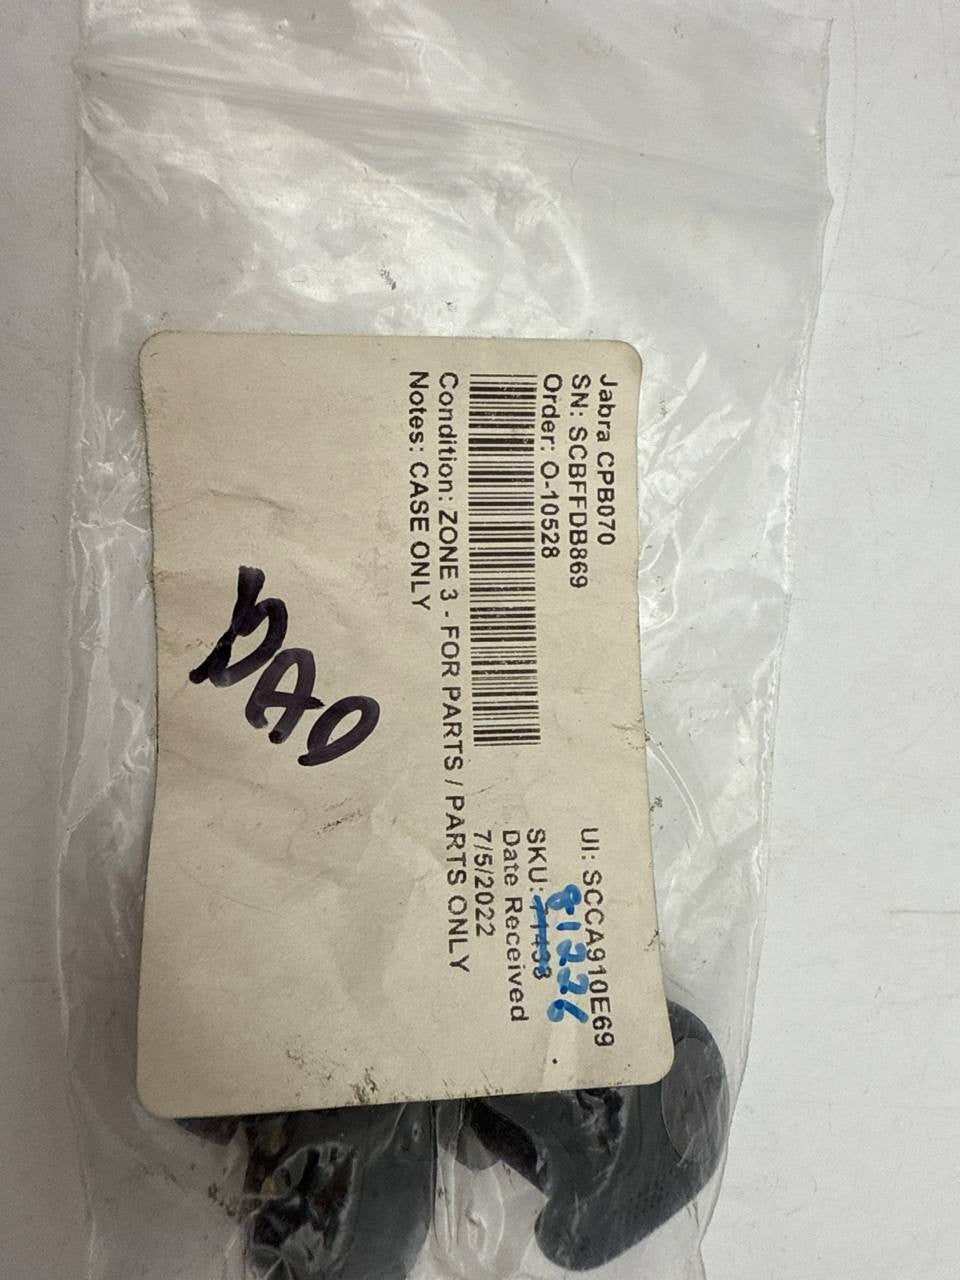 Jabra CPB070
SN: SCBFFDB869
UI: SCCA910E69
Order: O-10528
81226
SKU:
Date Received
7/5/2022
Condition: ZONE 3 - FOR PARTS / PARTS ONLY
Notes: CASE ONLY
BAD